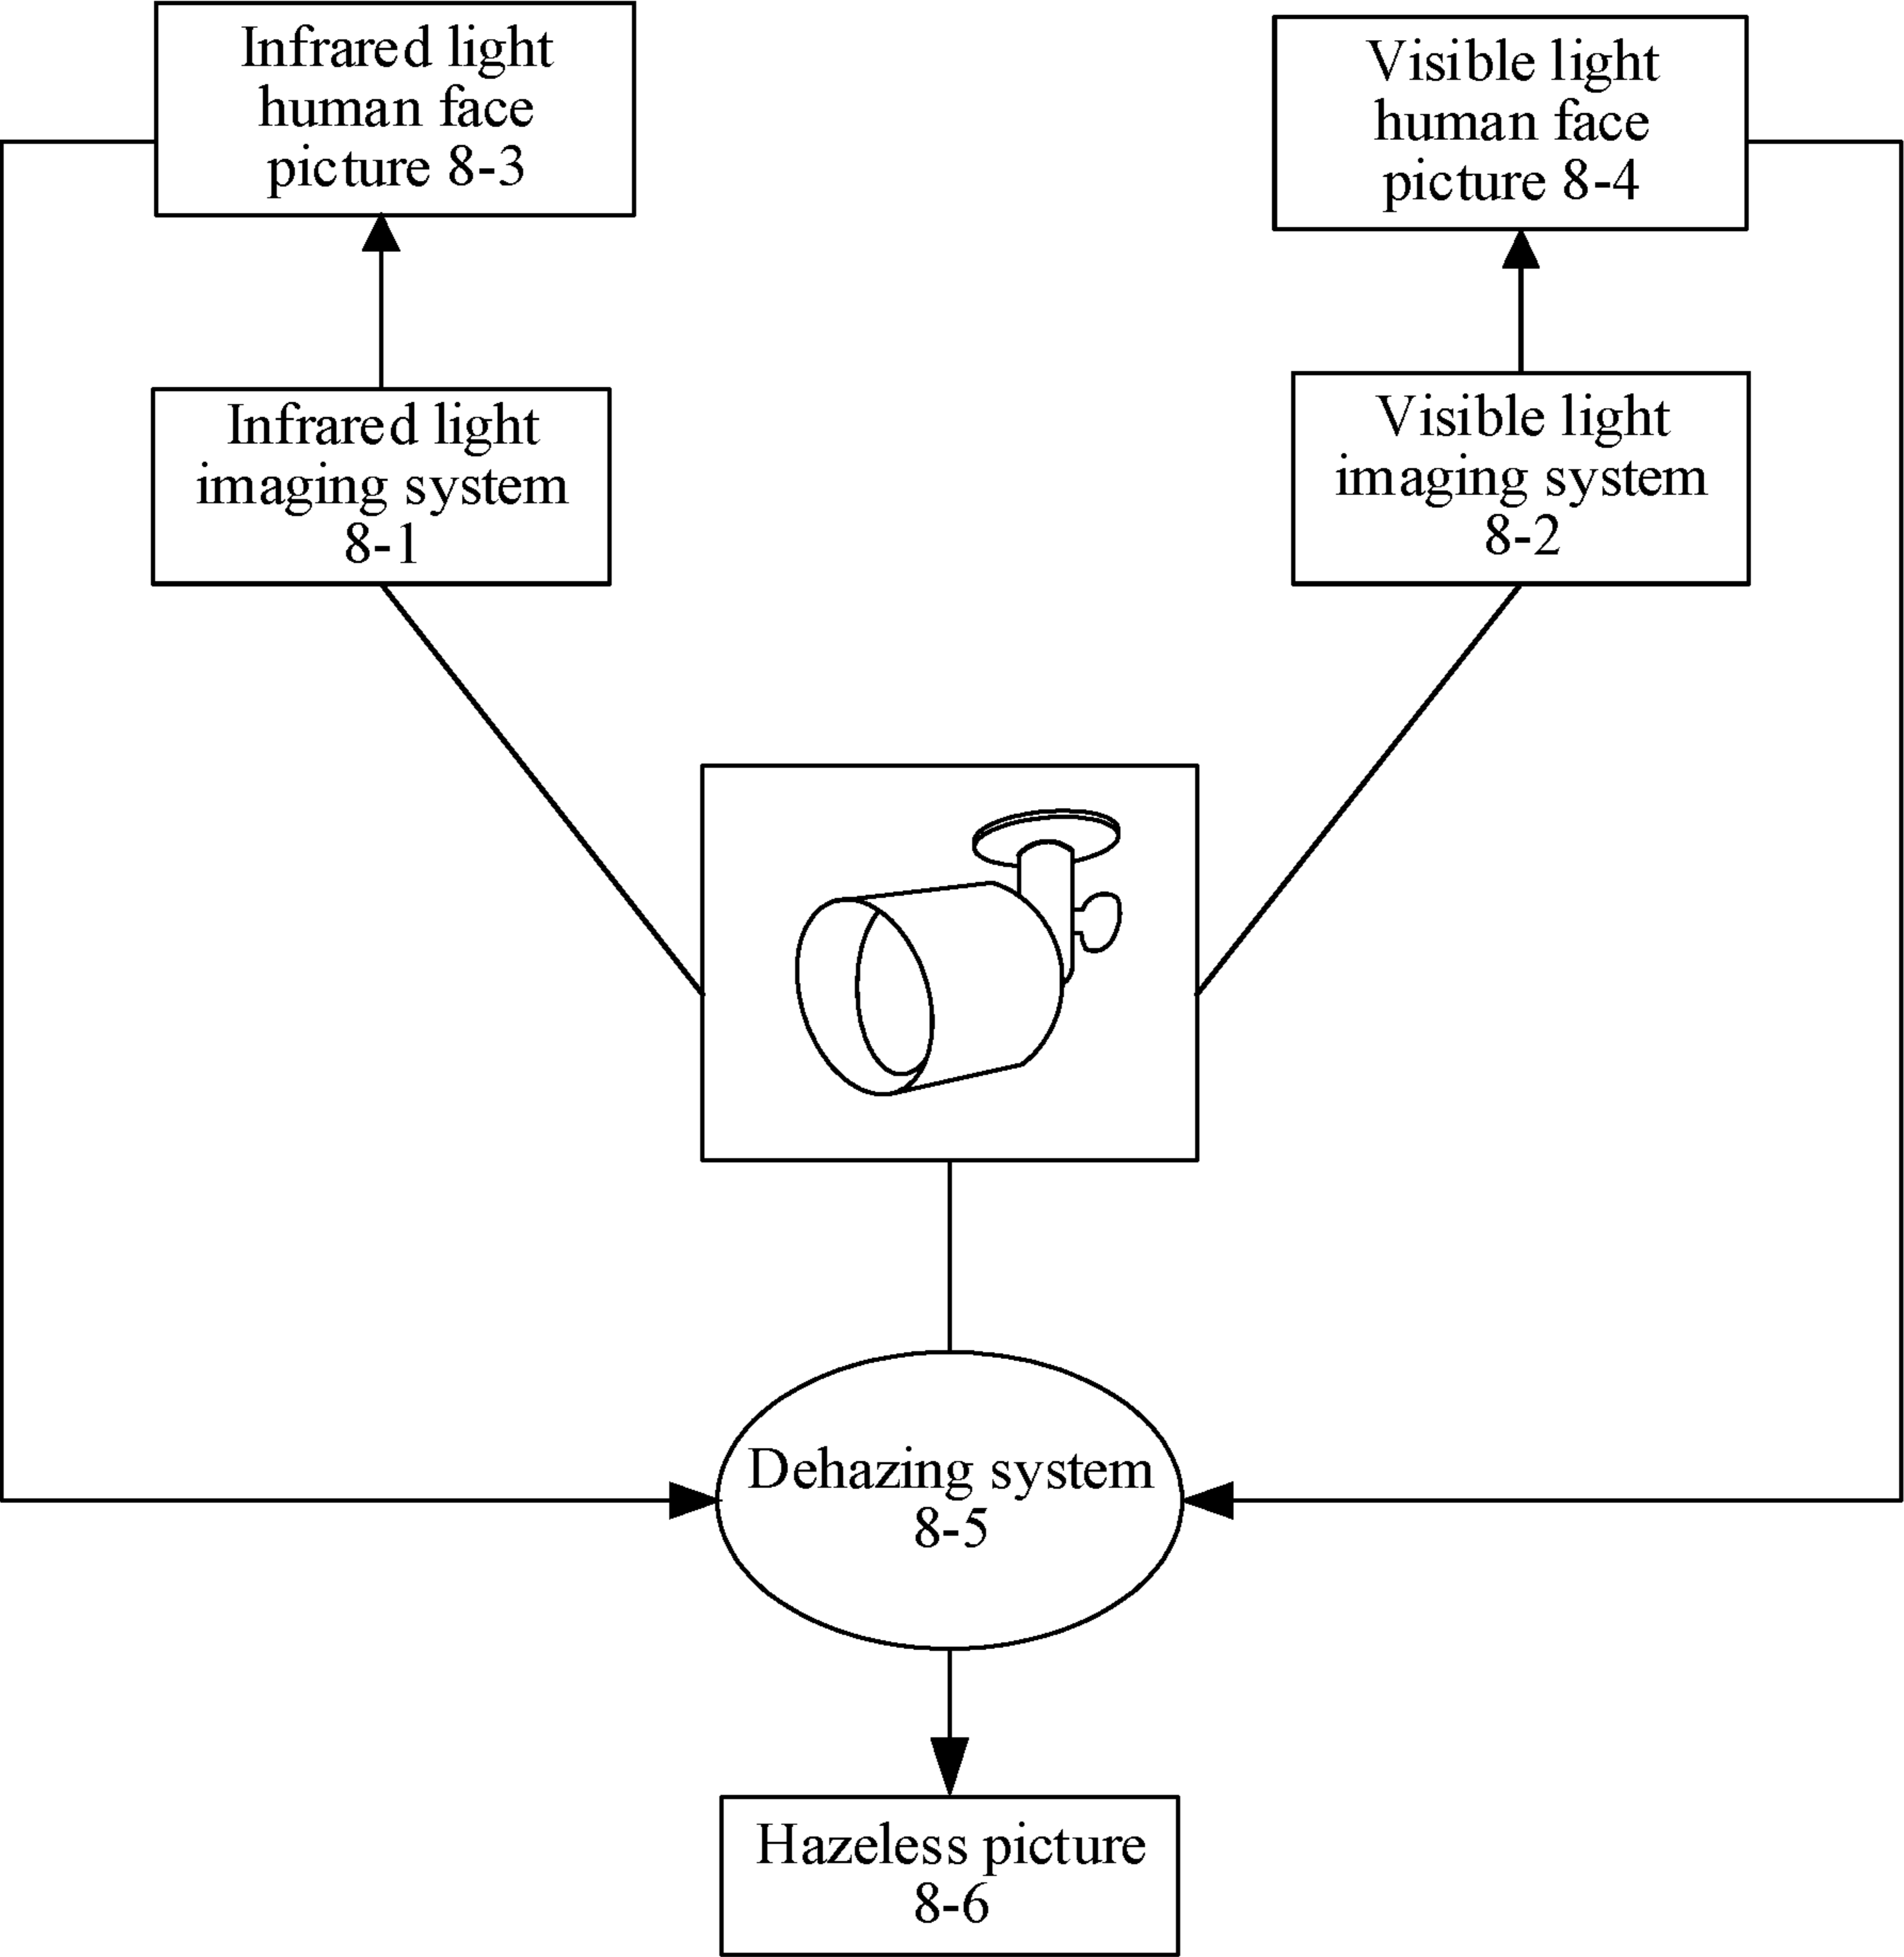 Infrared light
human face
picture 8-3
Visible light
human face
picture 8-4
Infrared light
imaging system
8-1
Visible light
imaging system
8-2
Dehazing system
8-5
Hazeless picture
8-6